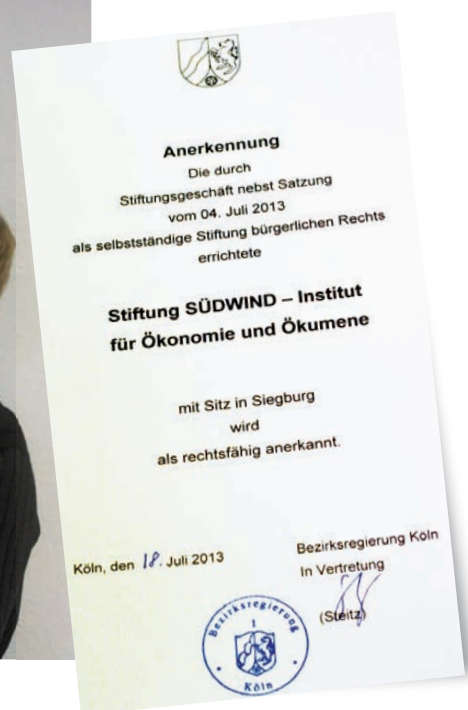 Anerkennung
Die durch
Stiftungsgeschäft nebst Satzung
vom 04. Juli 2013
als selbstständige Stiftung bürgerlichen Rechts
errichtete
Stiftung SÜDWIND – Institut
für Ökonomie und Ökumene
mit Sitz in Siegburg
wird
als rechtsfähig anerkannt.
Köln, den 18. Juli 2013
Bezirksregierung Köln
In Vertretung
(Steitz)
Bezirksregierung
1
Köln